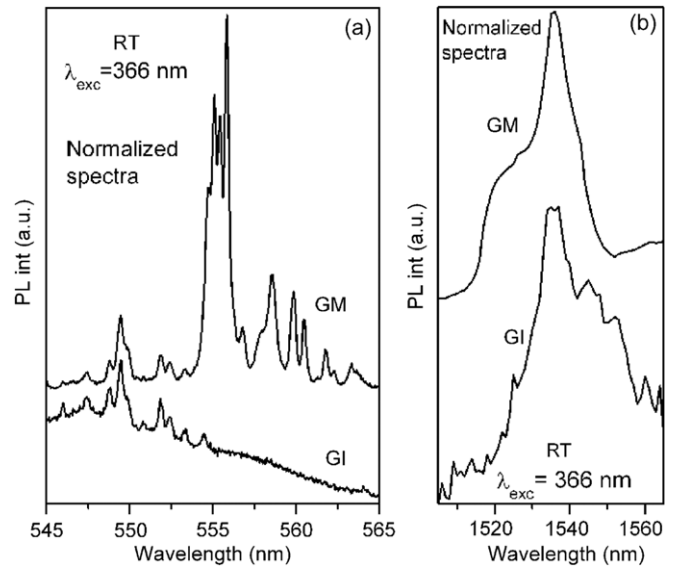 (a)
RT
λexc=366 nm
Normalized
spectra
GM
GI
PL int (a.u.)
545 550 555 560 565
Wavelength (nm)
(b)
Normalized
spectra
GM
GI
RT
λexc= 366 nm
PL int (a.u.)
1520 1540 1560
Wavelength (nm)